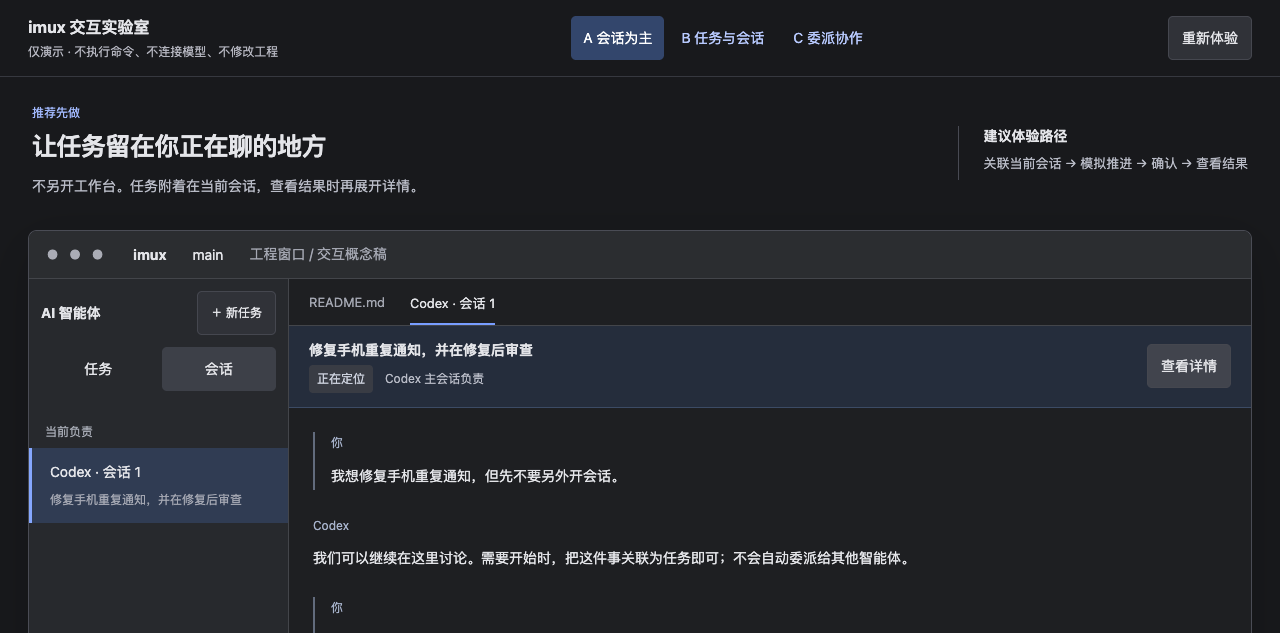 imux 交互实验室
仅演示 · 不执行命令、不连接模型、不修改工程
A 会话为主
B 任务与会话
C 委派协作
重新体验
推荐先做
让任务留在你正在聊的地方
不另开工作台。任务附着在当前会话，查看结果时再展开详情。
建议体验路径
关联当前会话 → 模拟推进 → 确认 → 查看结果
imux
main
工程窗口 / 交互概念稿
AI 智能体
+ 新任务
任务
会话
当前负责
Codex · 会话 1
修复手机重复通知，并在修复后审查
README.md
Codex · 会话 1
修复手机重复通知，并在修复后审查
正在定位
Codex 主会话负责
查看详情
你
我想修复手机重复通知，但先不要另外开会话。
Codex
我们可以继续在这里讨论。需要开始时，把这件事关联为任务即可；不会自动委派给其他智能体。
你